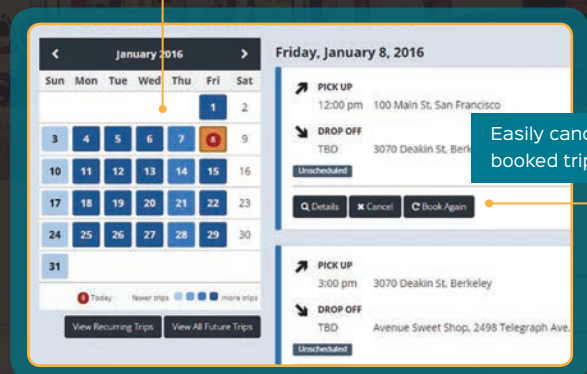 January 2016
Sun Mon Tue Wed Thu Fri Sat
1 2
3 4 5 6 7 8 9
10 11 12 13 14 15 16
17 18 19 20 21 22 23
24 25 26 27 28 29 30
31
8 Today fewer trips more trips
View Recurring Trips View All Future Trips
Friday, January 8, 2016
PICK UP
12:00 pm 100 Main St, San Francisco
DROP OFF
TBD 3070 Deakin St, Berk
Unscheduled
Details Cancel Book Again
Easily canc
booked trip
PICK UP
3:00 pm 3070 Deakin St, Berkeley
DROP OFF
TBD Avenue Sweet Shop, 2498 Telegraph Ave.
Unscheduled